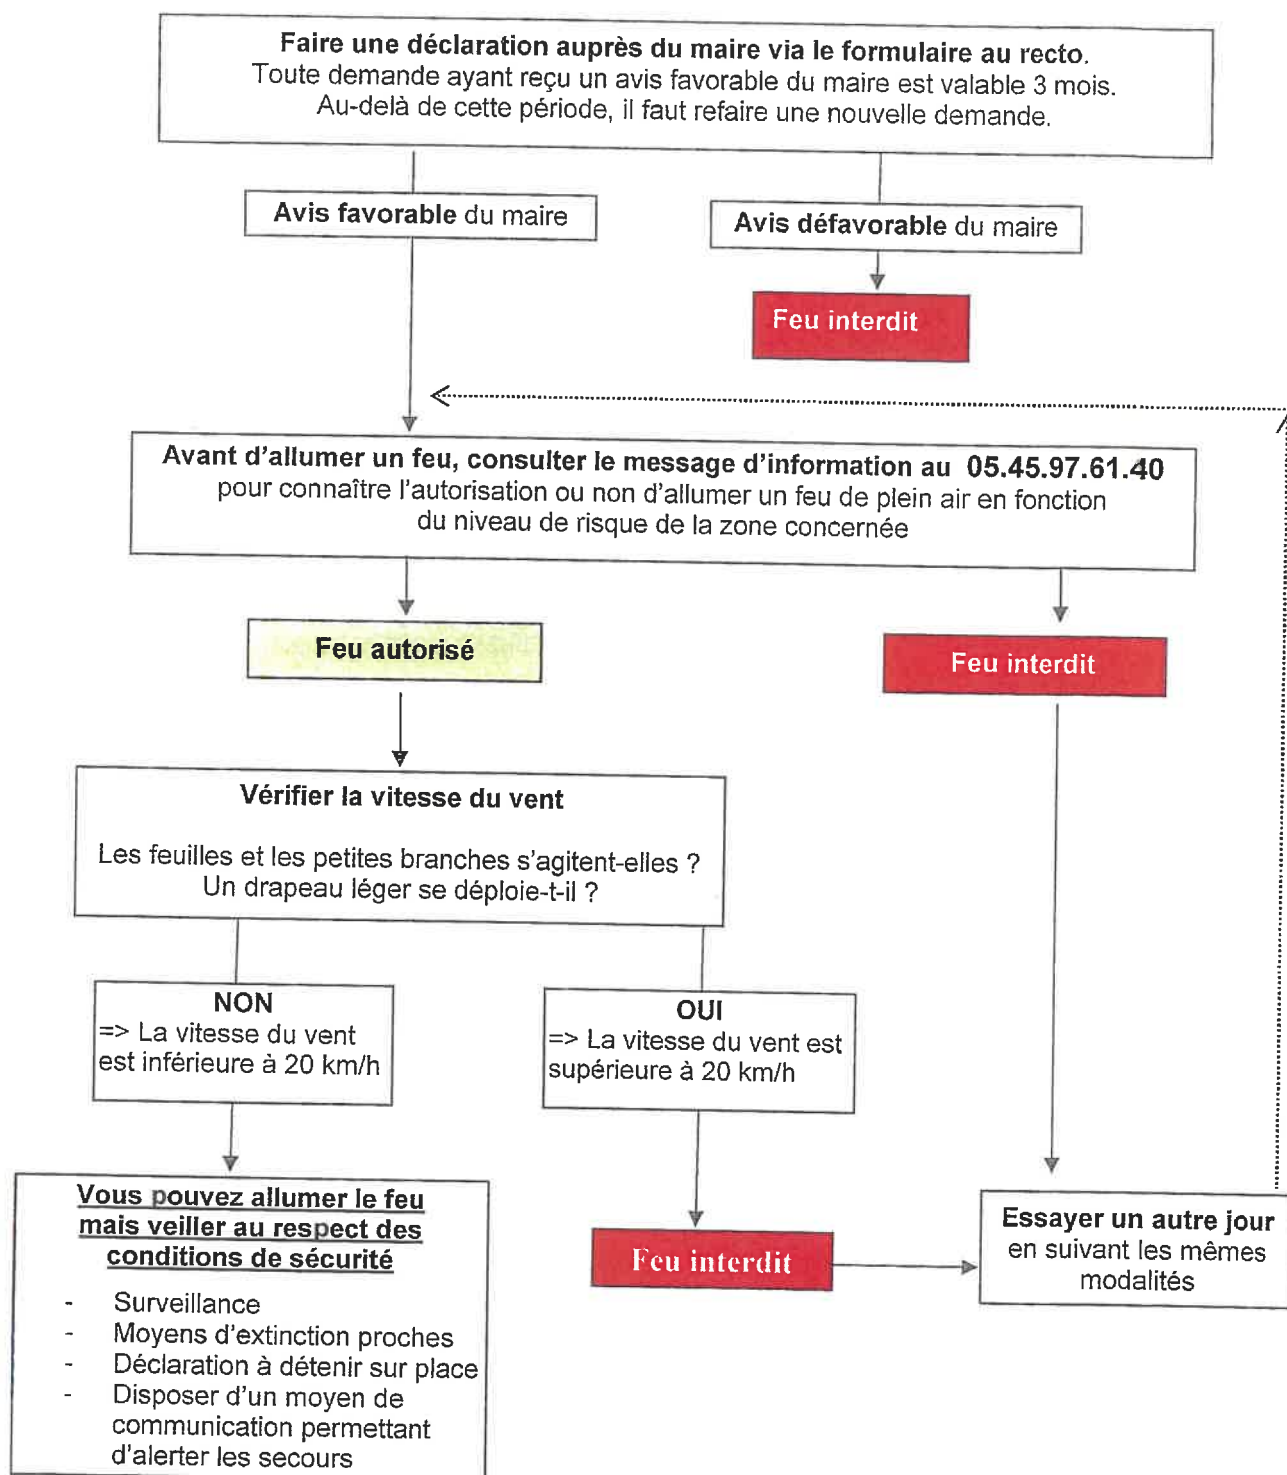 Faire une déclaration auprès du maire via le formulaire au recto.
Toute demande ayant reçu un avis favorable du maire est valable 3 mois.
Au-delà de cette période, il faut refaire une nouvelle demande.
Avis favorable du maire
Avis défavorable du maire
Feu interdit
Avant d'allumer un feu, consulter le message d'information au 05.45.97.61.40
pour connaître l'autorisation ou non d'allumer un feu de plein air en fonction
du niveau de risque de la zone concernée
Feu autorisé
Feu interdit
Vérifier la vitesse du vent
Les feuilles et les petites branches s'agitent-elles ?
Un drapeau léger se déploie-t-il ?
NON
=> La vitesse du vent
est inférieure à 20 km/h
OUI
=> La vitesse du vent est
supérieure à 20 km/h
Vous pouvez allumer le feu
mais veiller au respect des
conditions de sécurité
- Surveillance
- Moyens d'extinction proches
- Déclaration à détenir sur place
- Disposer d'un moyen de
communication permettant
d'alerter les secours
Feu interdit
Essayer un autre jour
en suivant les mêmes
modalités